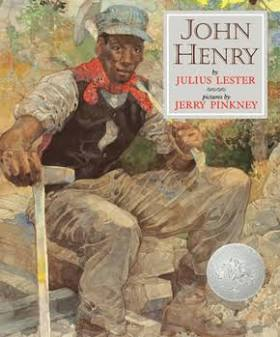 JOHN
HENRY
by
JULIUS LESTER
pictures by
JERRY PINKNEY